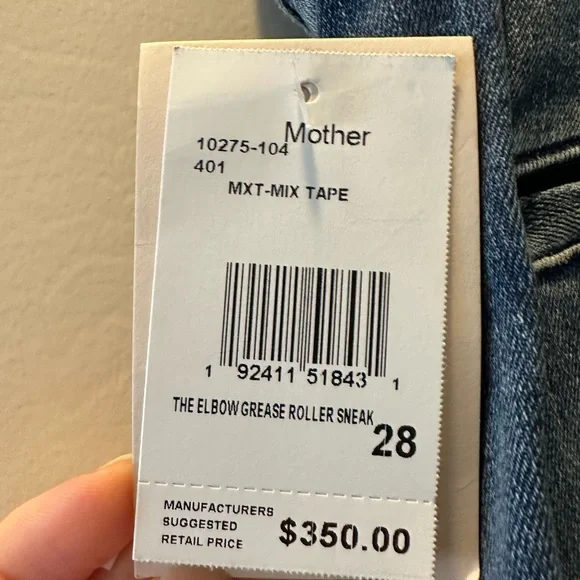 Mother
10275-104
401
MXT-MIX TAPE
1 92411 51843 1
THE ELBOW GREASE ROLLER SNEAK
28
MANUFACTURERS
SUGGESTED
RETAIL PRICE
$350.00